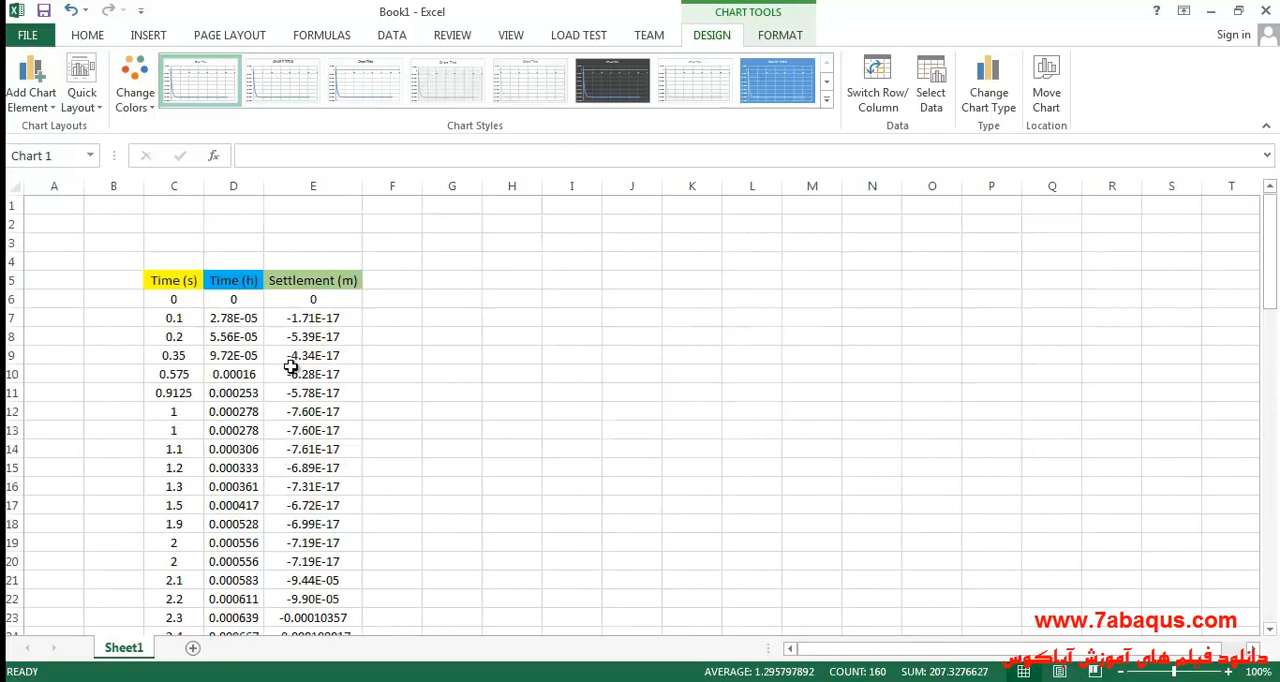 Book1 - Excel
CHART TOOLS
?
FILE HOME INSERT PAGE LAYOUT FORMULAS DATA REVIEW VIEW LOAD TEST TEAM DESIGN FORMAT
Sign in
Add Chart Element
Quick Layout
Change Colors
Switch Row/ Column
Select Data
Change Chart Type
Move Chart
Chart Layouts
Chart Styles
Data
Type
Location
Chart 1
fx
A B C D E F G H I J K L M N O P Q R S T
1
2
3
4
5 Time (s) Time (h) Settlement (m)
6 0 0 0
7 0.1 2.78E-05 -1.71E-17
8 0.2 5.56E-05 -5.39E-17
9 0.35 9.72E-05 -4.34E-17
10 0.575 0.00016 -6.28E-17
11 0.9125 0.000253 -5.78E-17
12 1 0.000278 -7.60E-17
13 1 0.000278 -7.60E-17
14 1.1 0.000306 -7.61E-17
15 1.2 0.000333 -6.89E-17
16 1.3 0.000361 -7.31E-17
17 1.5 0.000417 -6.72E-17
18 1.9 0.000528 -6.99E-17
19 2 0.000556 -7.19E-17
20 2 0.000556 -7.19E-17
21 2.1 0.000583 -9.44E-05
22 2.2 0.000611 -9.90E-05
23 2.3 0.000639 -0.00010357
www.7abaqus.com
Sheet1
دانلود فیلم های آموزش آباکوس
READY
AVERAGE: 1.295797892 COUNT: 160 SUM: 207.3276627
100%